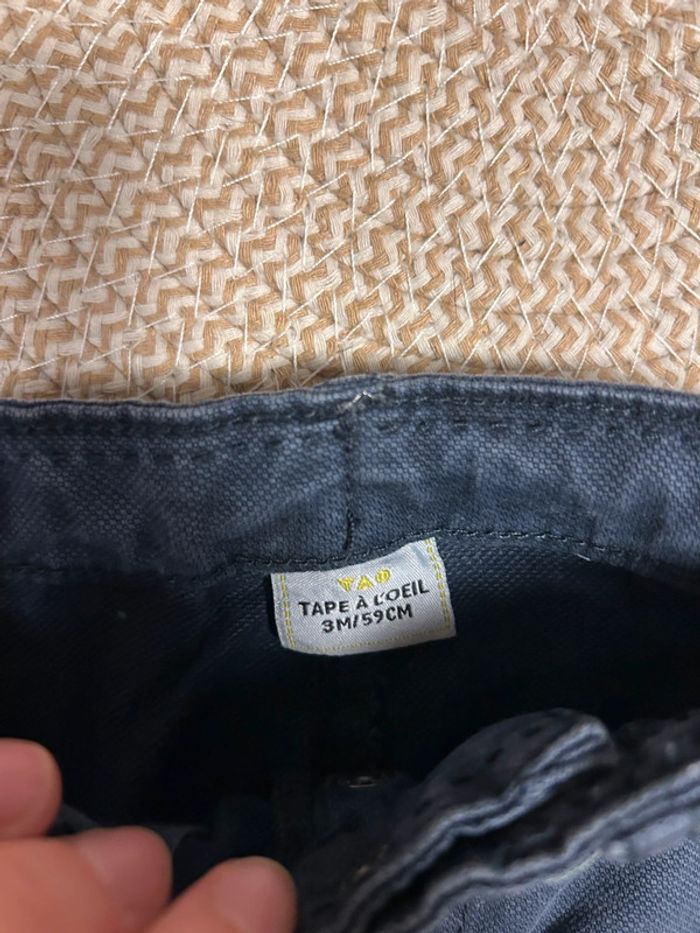 TAO
TAPE À L'OEIL
3M/59CM